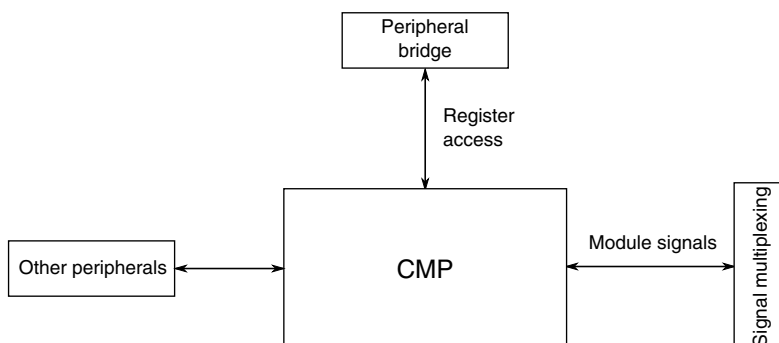 Peripheral
bridge
Register
access
Other peripherals
CMP
Module signals
Signal multiplexing